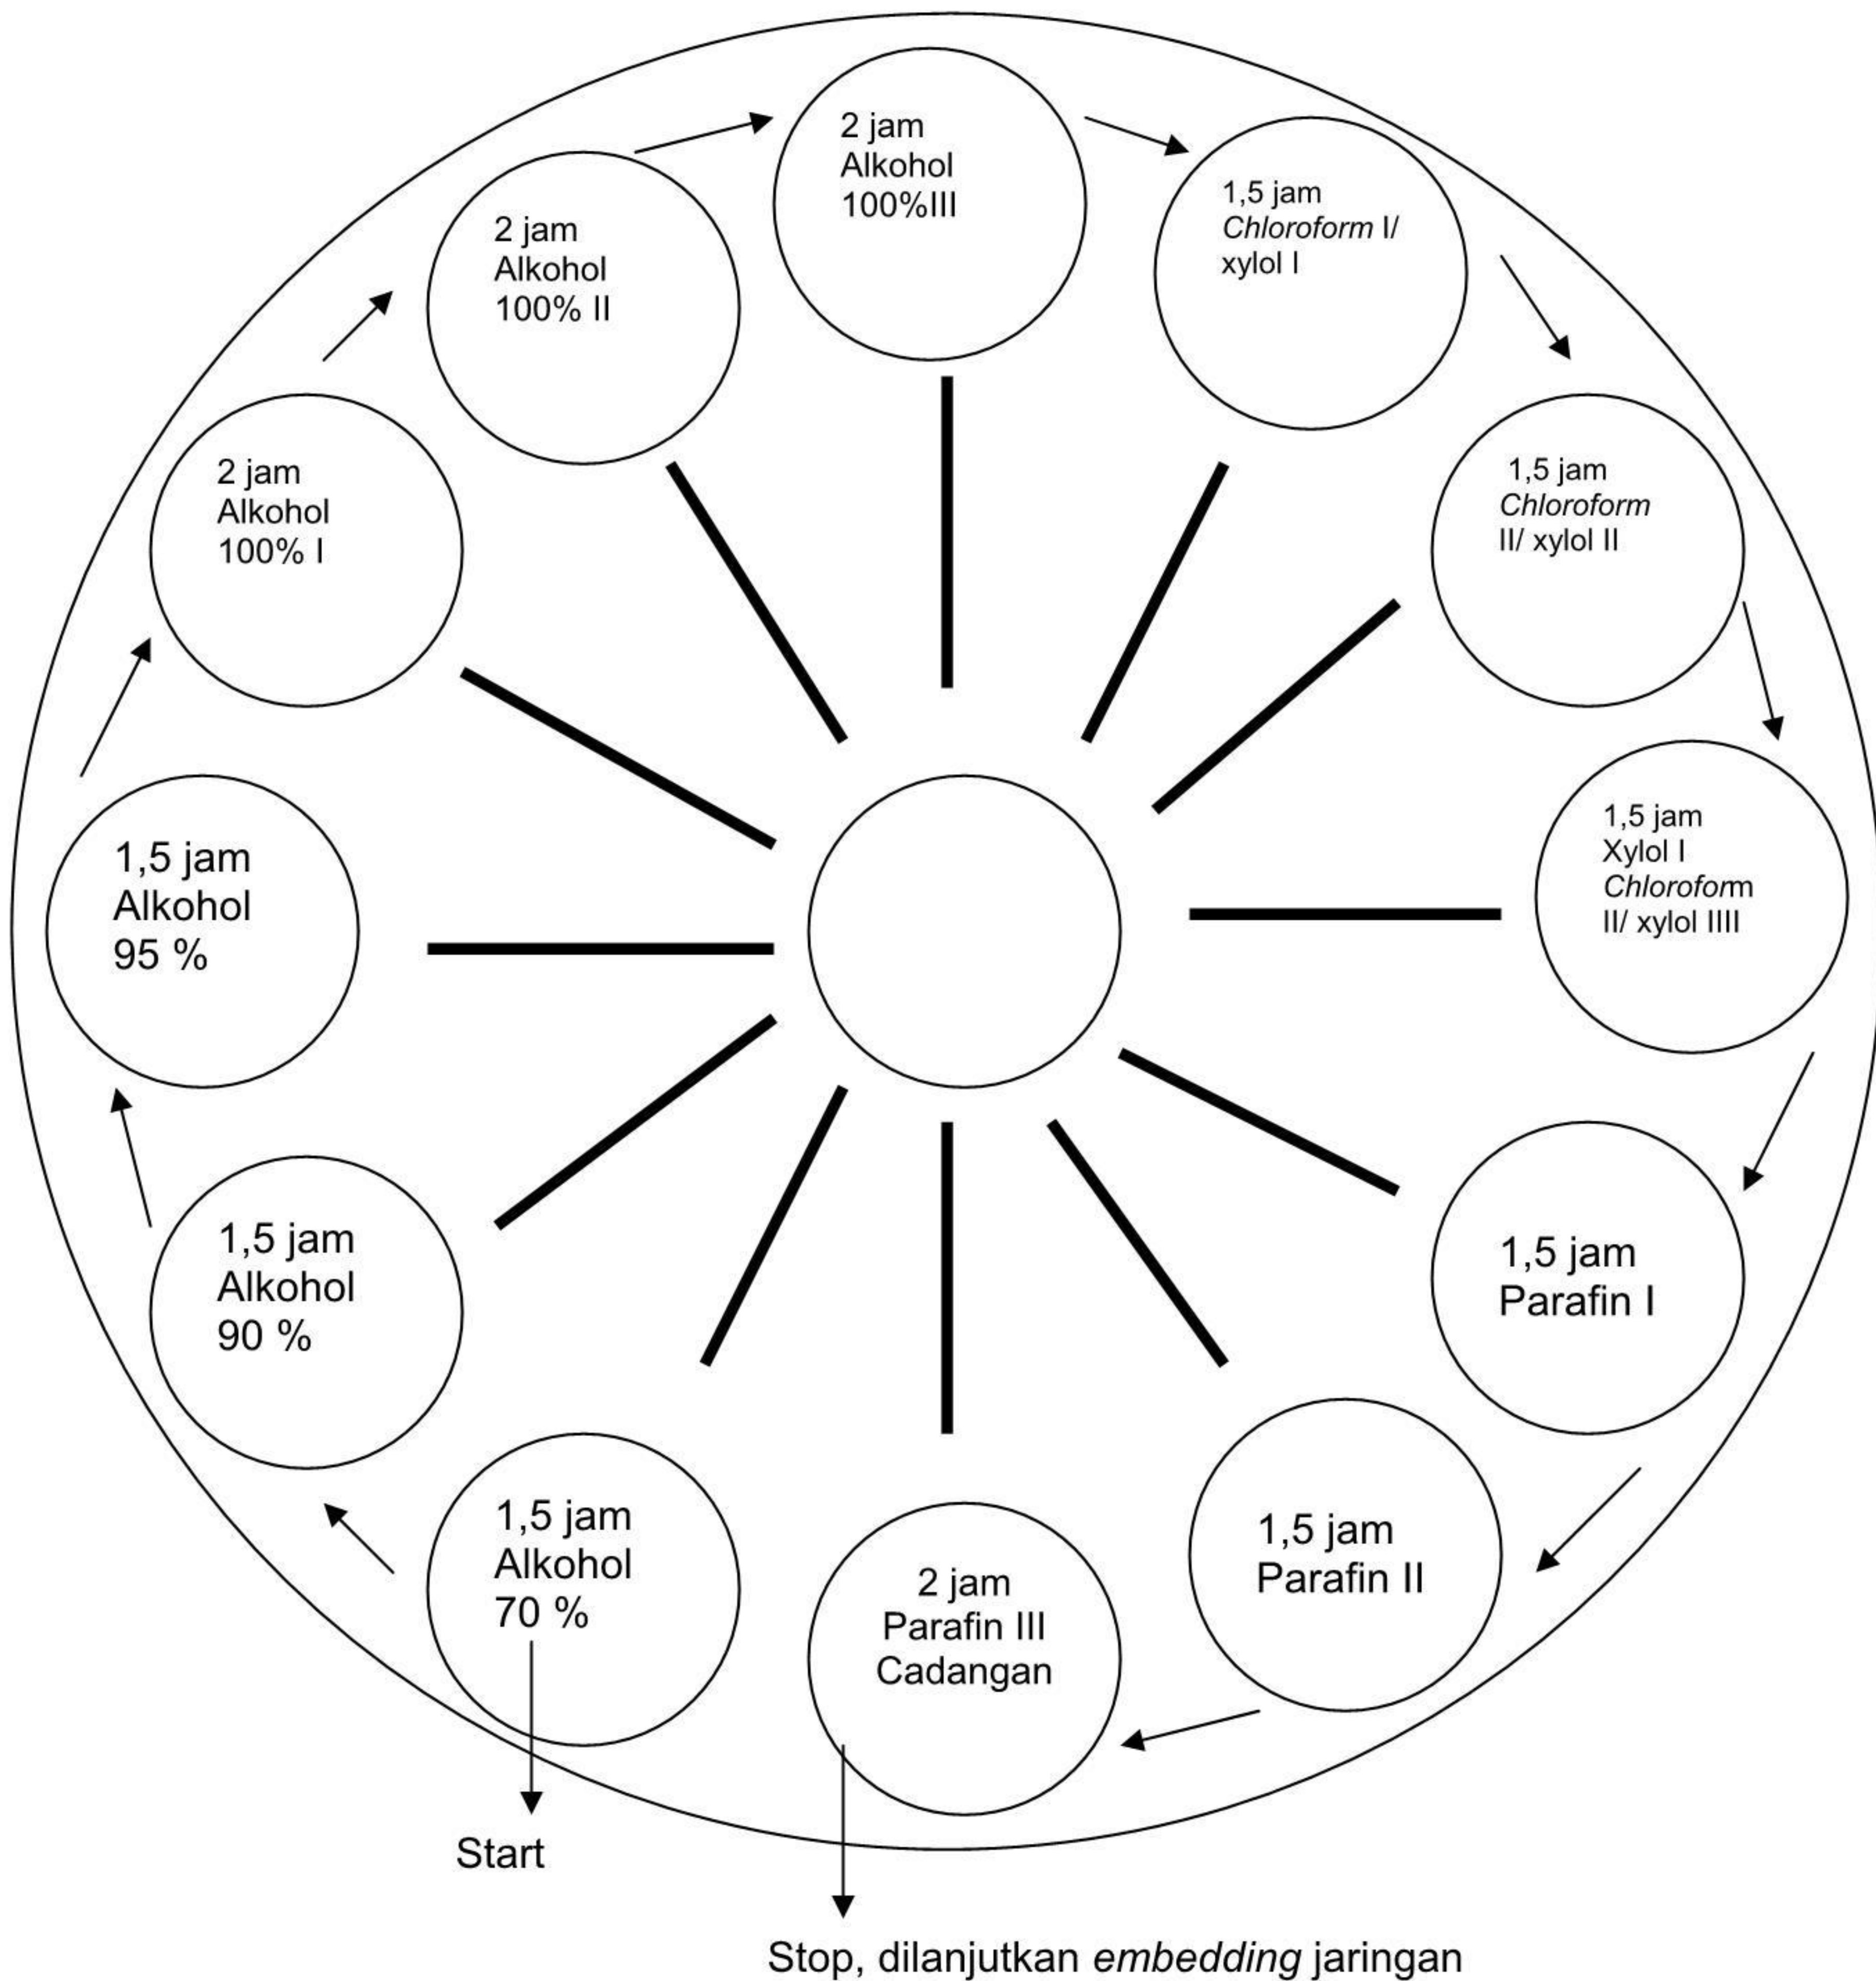 2 jam
Alkohol
100%III
1,5 jam
Chloroform I/
xylol I
2 jam
Alkohol
100% II
1,5 jam
Chloroform
II/ xylol II
2 jam
Alkohol
100% I
1,5 jam
Xylol I
Chloroform
II/ xylol IIII
1,5 jam
Alkohol
95 %
1,5 jam
Parafin I
1,5 jam
Alkohol
90 %
1,5 jam
Parafin II
1,5 jam
Alkohol
70 %
2 jam
Parafin III
Cadangan
Start
Stop, dilanjutkan embedding jaringan